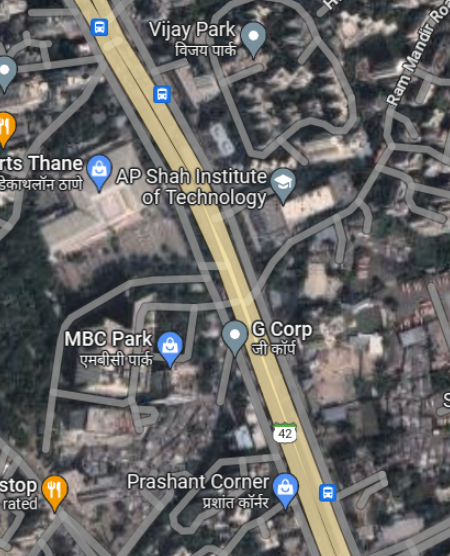 Vijay Park
विजय पार्क
Ram Mandir Roa
rts Thane
डेकाथलॉन ठाणे
AP Shah Institute
of Technology
MBC Park
एमबीसी पार्क
G Corp
जी कॉर्प
42
Prashant Corner
प्रशांत कॉर्नर
stop
rated